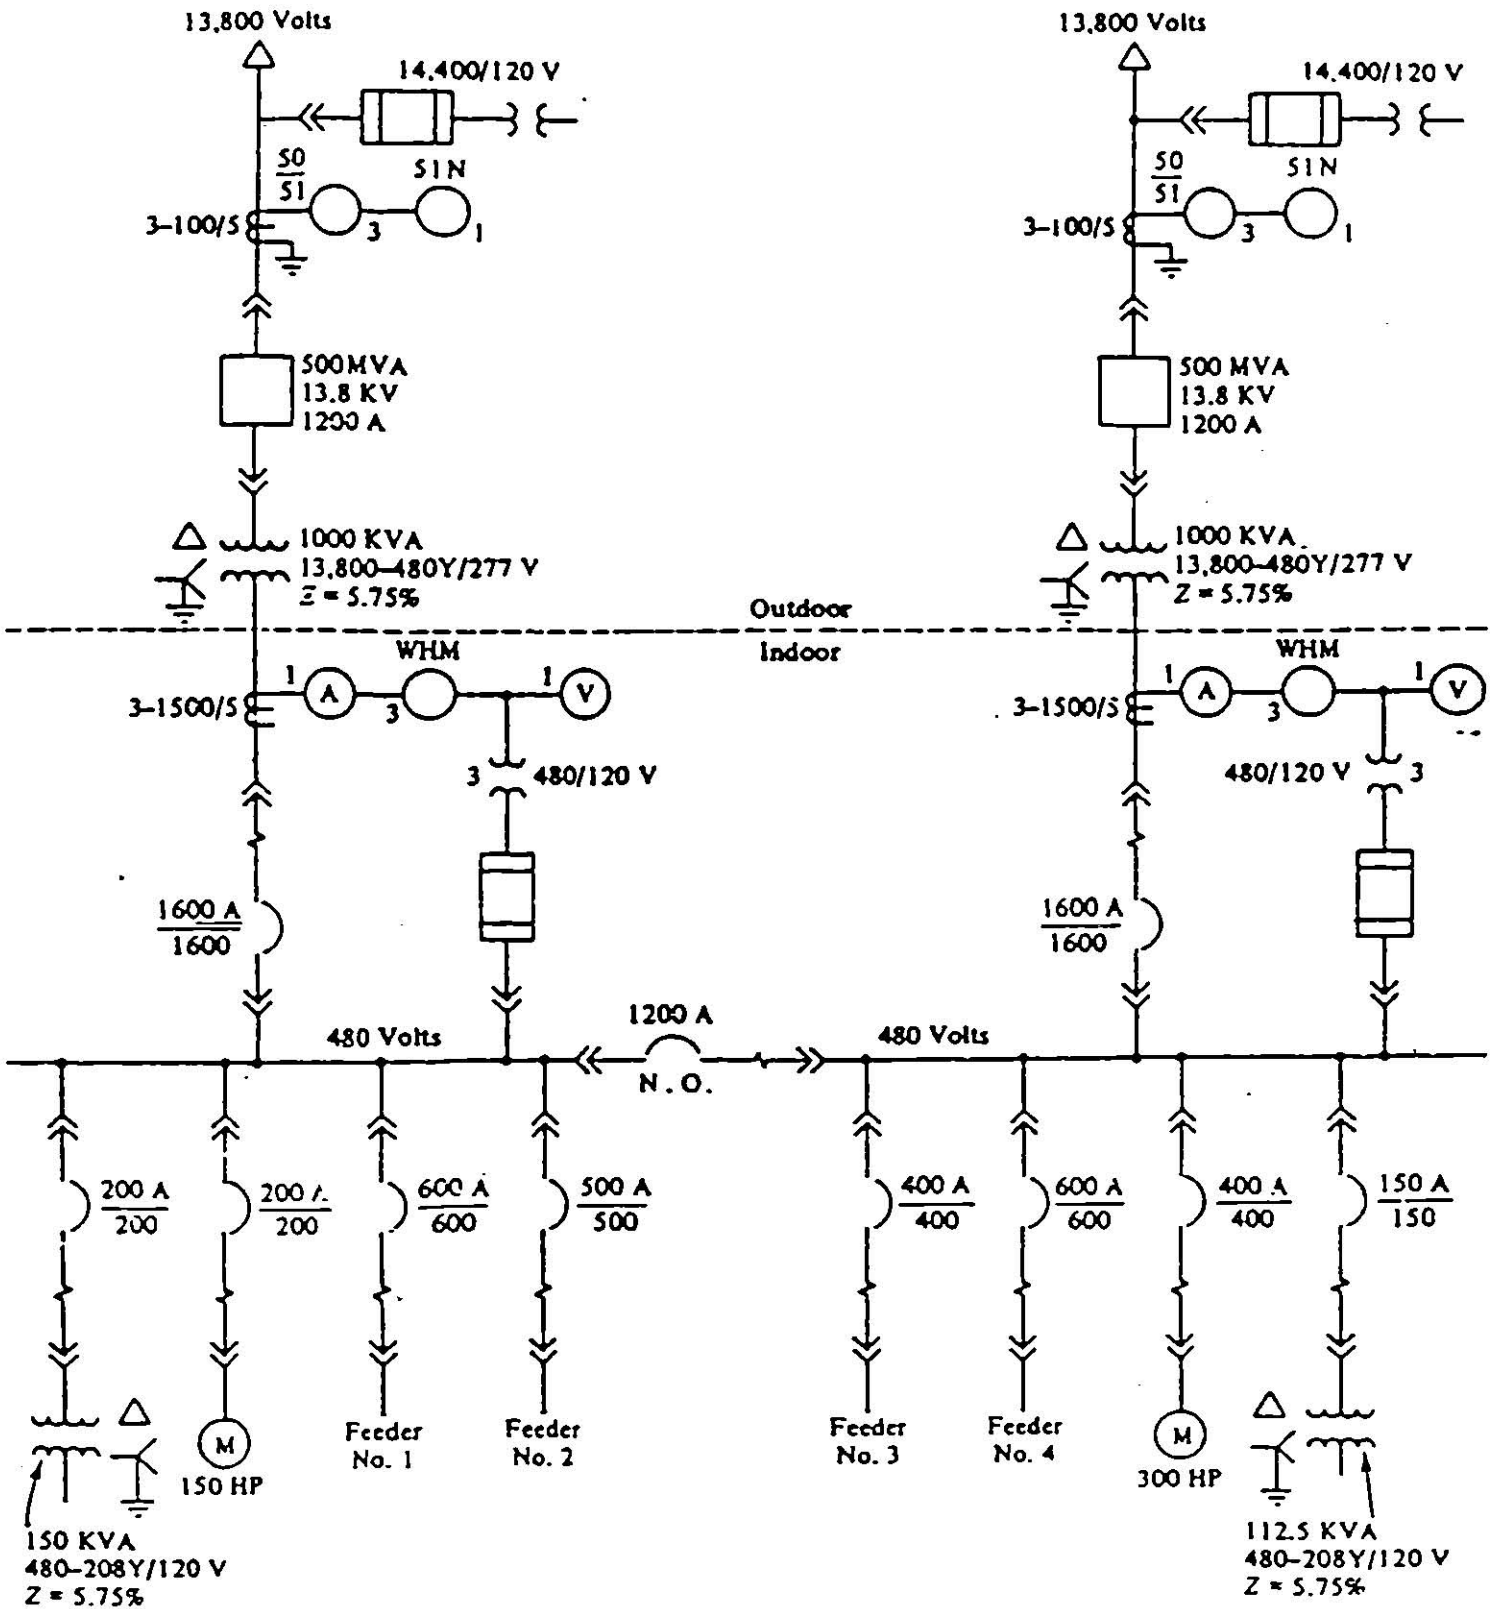 13,800 Volts
13,800 Volts
14,400/120 V
14,400/120 V
50
51
51N
50
51
51N
3-100/5
3
1
3-100/5
3
1
500MVA
13.8 KV
1200 A
500 MVA
13.8 KV
1200 A
1000 KVA
13,800-480Y/277 V
Z = 5.75%
1000 KVA
13,800-480Y/277 V
Z = 5.75%
Outdoor
Indoor
WHM
WHM
1
A
3
1
V
3-1500/5
1
A
3
1
V
3-1500/5
3
480/120 V
480/120 V
3
1600 A
1600
1600 A
1600
480 Volts
1200 A
N.O.
480 Volts
200 A
200
200 A
200
600 A
600
500 A
500
400 A
400
600 A
600
400 A
400
150 A
150
M
150 HP
Feeder
No. 1
Feeder
No. 2
Feeder
No. 3
Feeder
No. 4
M
300 HP
150 KVA
480-208Y/120 V
Z = 5.75%
112.5 KVA
480-208Y/120 V
Z = 5.75%